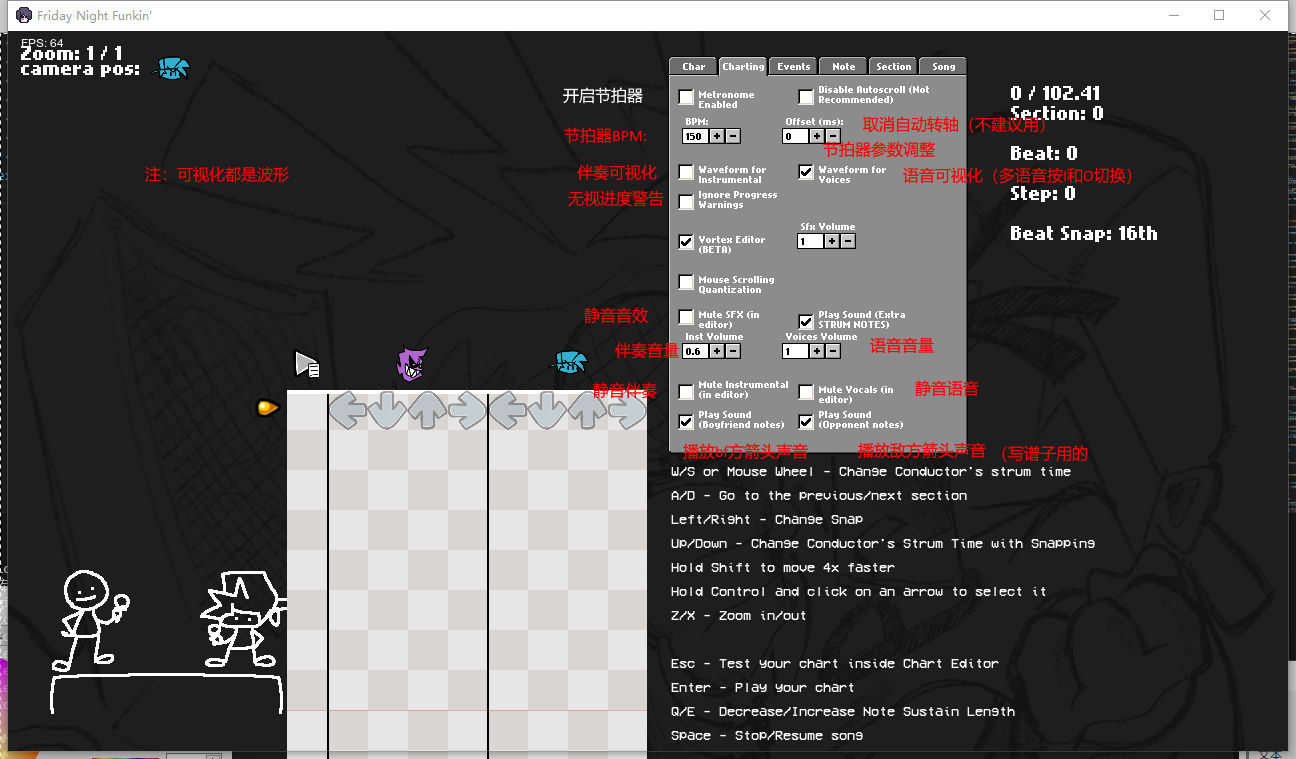 Friday Night Funkin'
FPS: 64
Zoom: 1 / 1
camera pos:
Char Charting Events Note Section Song
开启节拍器
Metronome Enabled
Disable Autoscroll (Not Recommended)
0 / 102.41
Section: 0
节拍器BPM:
BPM:
150 + -
Offset (ms):
0 + -
取消自动转轴（不建议用）
节拍器参数调整
Beat: 0
注：可视化都是波形
伴奏可视化
Waveform for Instrumental
Waveform for Voices
语音可视化（多语音按I和O切换）
Step: 0
无视进度警告
Ignore Progress Warnings
Beat Snap: 16th
Vortex Editor (BETA)
Sfx Volume
1 + -
Mouse Scrolling Quantization
静音音效
Mute SFX (in editor)
Play Sound (Extra STRUM NOTES)
伴奏音量
Inst Volume
0.6 + -
Voices Volume
1 + -
语音音量
静音伴奏
Mute Instrumental (in editor)
Mute Vocals (in editor)
静音语音
Play Sound (Boyfriend notes)
Play Sound (Opponent notes)
播放bf方箭头声音
播放敌方箭头声音
（写谱子用的
W/S or Mouse Wheel - Change Conductor's strum time
A/D - Go to the previous/next section
Left/Right - Change Snap
Up/Down - Change Conductor's Strum Time with Snapping
Hold Shift to move 4x faster
Hold Control and click on an arrow to select it
Z/X - Zoom in/out
Esc - Test your chart inside Chart Editor
Enter - Play your chart
Q/E - Decrease/Increase Note Sustain Length
Space - Stop/Resume song